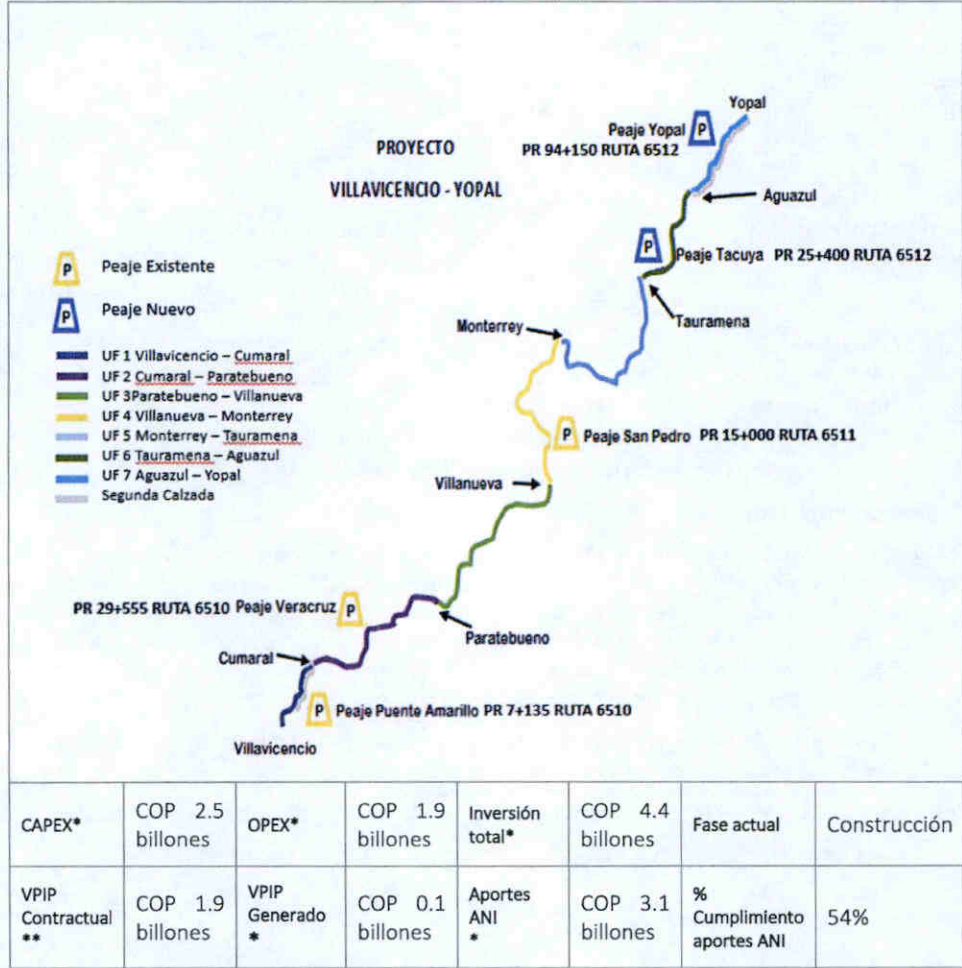 PROYECTO
VILLAVICENCIO - YOPAL
Yopal
Peaje Yopal
P
PR 94+150 RUTA 6512
Aguazul
P
Peaje Tacuya PR 25+400 RUTA 6512
Tauramena
P Peaje Existente
P Peaje Nuevo
UF 1 Villavicencio – Cumaral
UF 2 Cumaral – Paratebueno
UF 3Paratebueno – Villanueva
UF 4 Villanueva – Monterrey
UF 5 Monterrey – Tauramena
UF 6 Tauramena – Aguazul
UF 7 Aguazul – Yopal
Segunda Calzada
Monterrey
P Peaje San Pedro PR 15+000 RUTA 6511
Villanueva
PR 29+555 RUTA 6510 Peaje Veracruz P
Paratebueno
Cumaral
P Peaje Puente Amarillo PR 7+135 RUTA 6510
Villavicencio
CAPEX*
COP 2.5
billones
OPEX*
COP 1.9
billones
Inversión
total*
COP 4.4
billones
Fase actual
Construcción
VPIP
Contractual
**
COP 1.9
billones
VPIP
Generado
*
COP 0.1
billones
Aportes
ANI
*
COP 3.1
billones
%
Cumplimiento
aportes ANI
54%